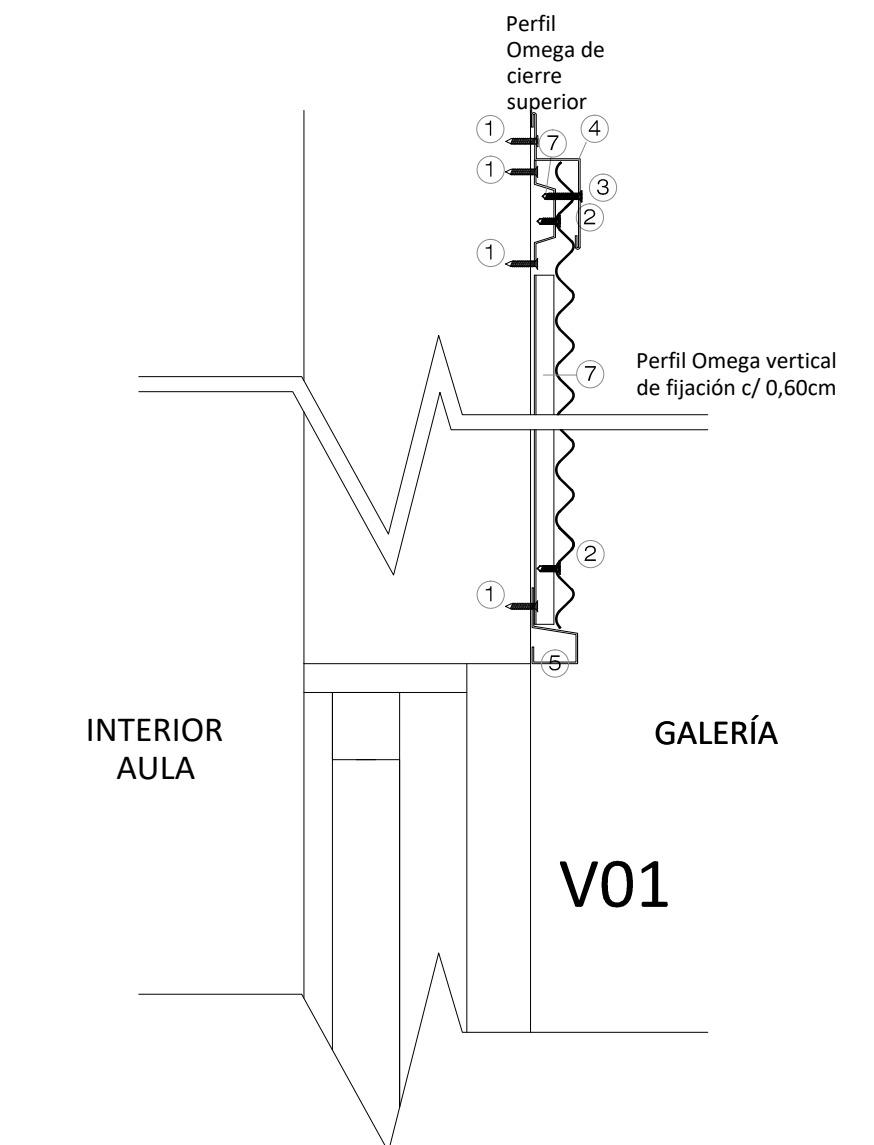 Perfil
Omega de
cierre
superior
1
4
7
1
3
2
1
Perfil Omega vertical
7
de fijación c/ 0,60cm
2
1
5
INTERIOR
AULA
GALERÍA
V01